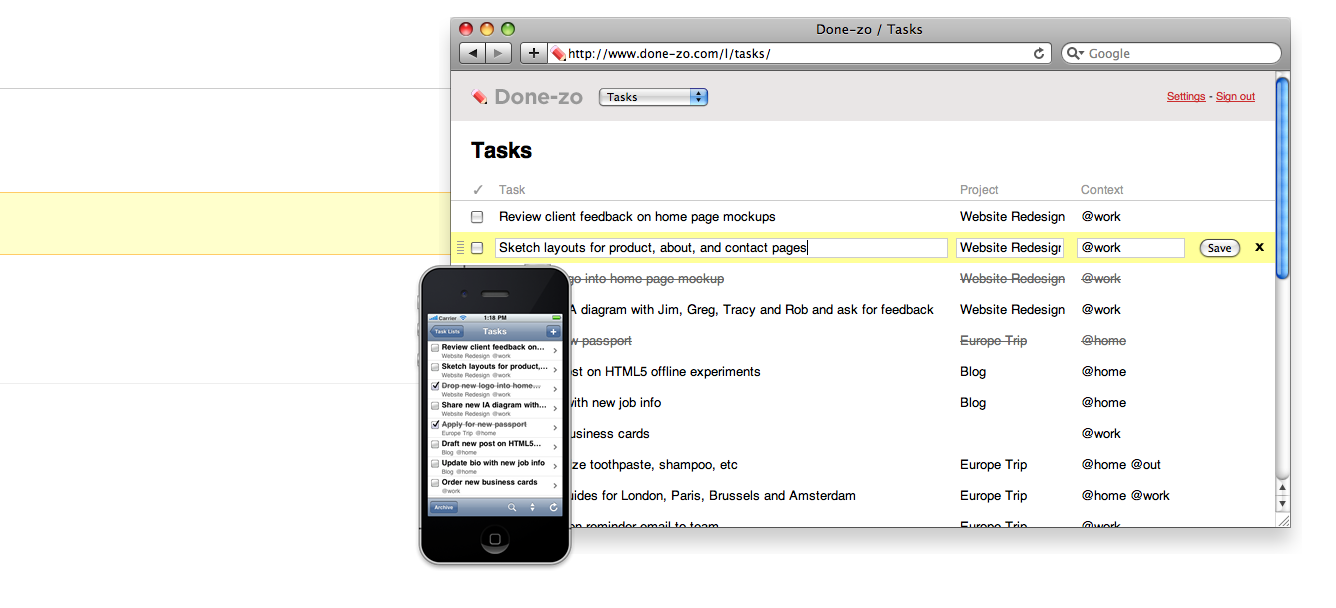 Done-zo / Tasks
http://www.done-zo.com/l/tasks/
Google
Done-zo Tasks Settings - Sign out
Tasks
✓ Task Project Context
Review client feedback on home page mockups Website Redesign @work
Sketch layouts for product, about, and contact pages Website Redesign @work Save x
go into home page mockup Website Redesign @work
A diagram with Jim, Greg, Tracy and Rob and ask for feedback Website Redesign @work
new passport Europe Trip @home
st on HTML5 offline experiments Blog @home
with new job info Blog @home
usiness cards @work
ze toothpaste, shampoo, etc Europe Trip @home @out
uides for London, Paris, Brussels and Amsterdam Europe Trip @home @work
on reminder email to team Europe Trip @work
Carrier 1:18 PM
Task Lists Tasks +
Review client feedback on...
Website Redesign @work
Sketch layouts for product,...
Website Redesign @work
Drop new logo into home...
Website Redesign @work
Share new IA diagram with...
Website Redesign @work
Apply for new passport
Europe Trip @home
Draft new post on HTML5...
Blog @home
Update bio with new job info
Blog @home
Order new business cards
@work
Archive